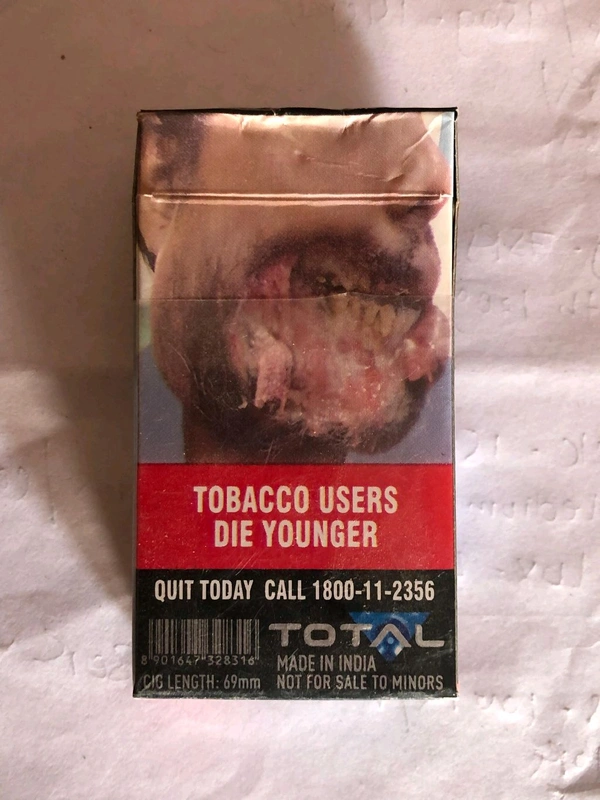 TOBACCO USERS
DIE YOUNGER
QUIT TODAY CALL 1800-11-2356
TOTAL
8 901647 328316
MADE IN INDIA
CIG LENGTH: 69mm
NOT FOR SALE TO MINORS